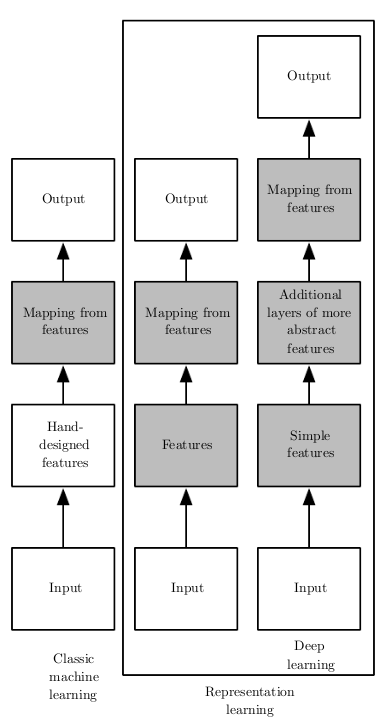 Output
Output
Output
Mapping from
features
Mapping from
features
Mapping from
features
Additional
layers of more
abstract
features
Hand-
designed
features
Features
Simple
features
Input
Input
Input
Classic
machine
learning
Representation
learning
Deep
learning